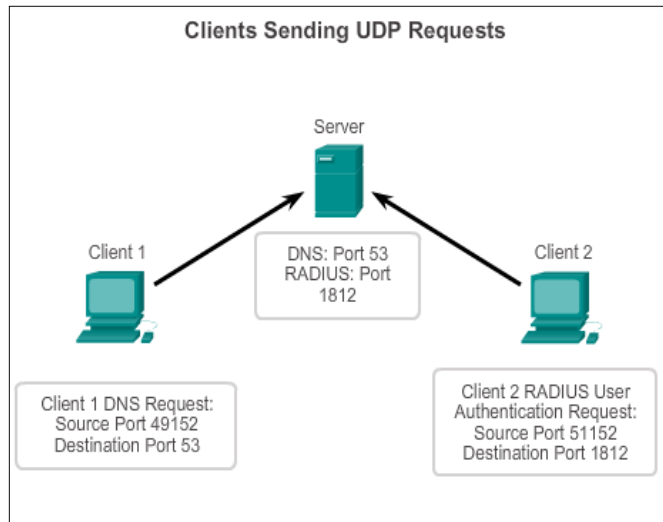 Clients Sending UDP Requests
Server
Client 1
DNS: Port 53
RADIUS: Port
1812
Client 2
Client 1 DNS Request:
Source Port 49152
Destination Port 53
Client 2 RADIUS User
Authentication Request:
Source Port 51152
Destination Port 1812